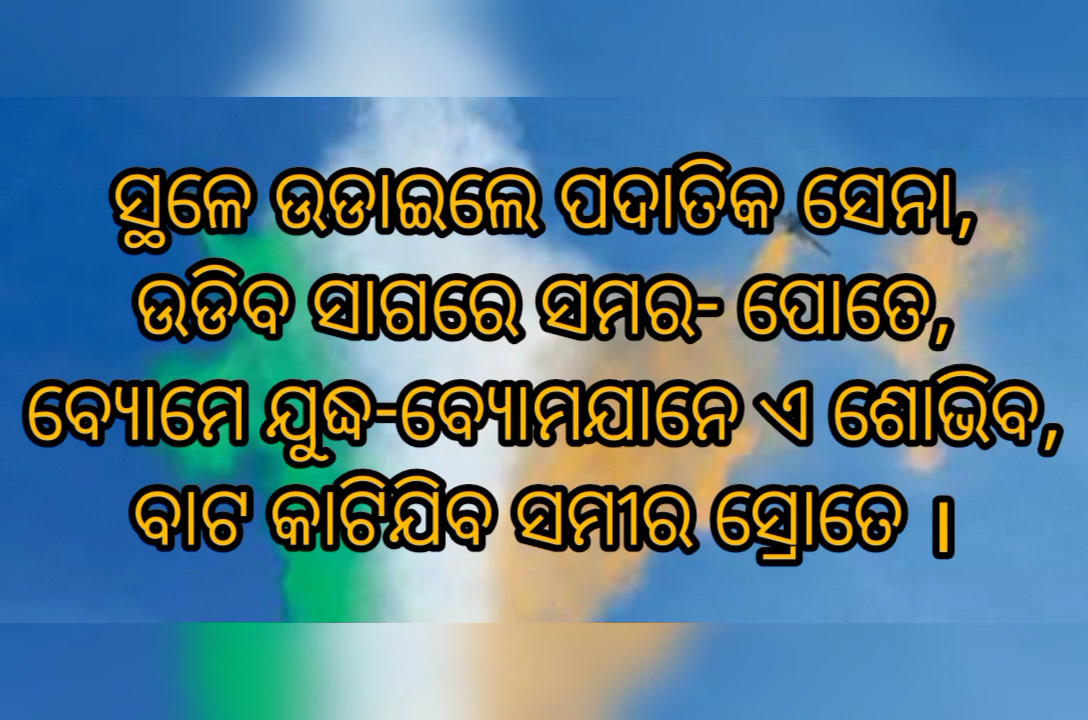 ସ୍ଥଳେ ଉଡାଇଲେ ପଦାତିକ ସେନା,
ଉଡିବ ସାଗରେ ସମର- ପୋତେ,
ବ୍ୟୋମେ ଯୁଦ୍ଧ-ବ୍ୟୋମଯାନେ ଏ ଶୋଭିବ,
ବାଟ କାଟିଯିବ ସମୀର ସ୍ରୋତେ ।